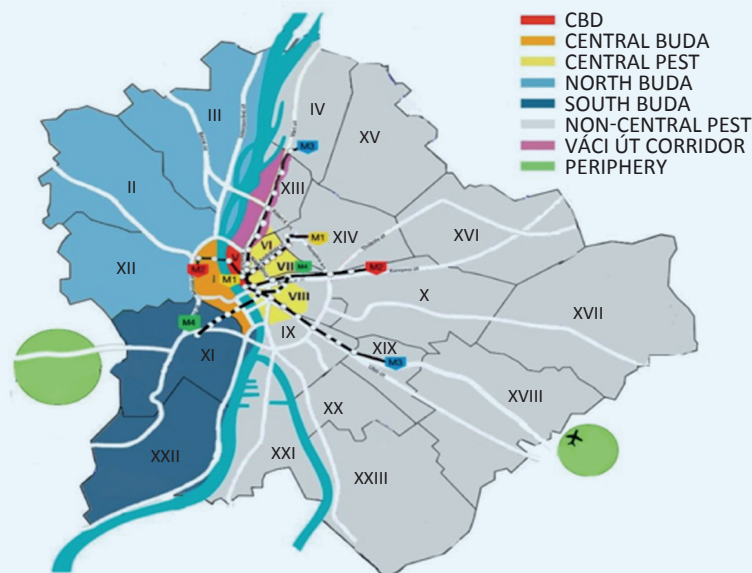 CBD
CENTRAL BUDA
CENTRAL PEST
NORTH BUDA
SOUTH BUDA
NON-CENTRAL PEST
VÁCI ÚT CORRIDOR
PERIPHERY
III
IV
XV
M3
II
XIII
XIV
XVI
VI
M1
XII
M2
V
I
M1
VII
M4
M2
VIII
X
XVII
M4
XI
IX
XIX
M3
XVIII
XX
XXII
XXI
XXIII